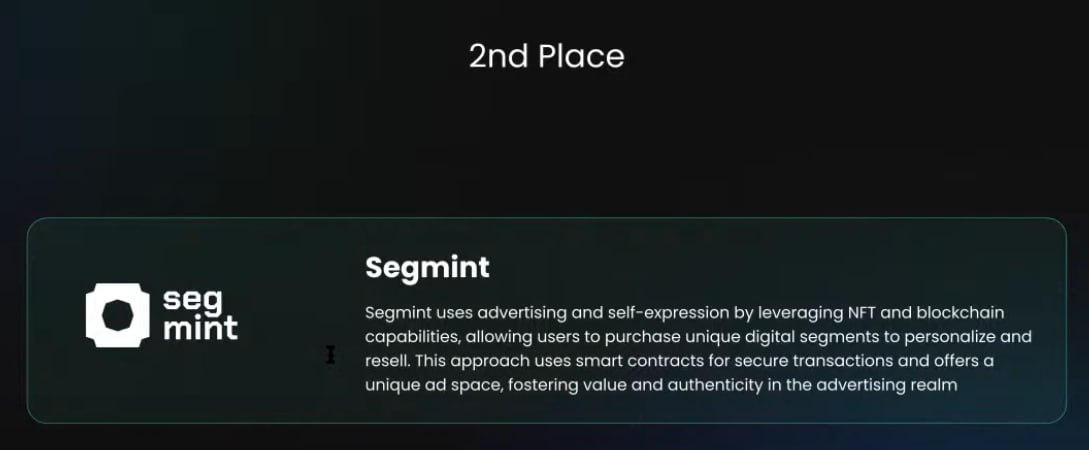 2nd Place
seg
mint
Segmint
Segmint uses advertising and self-expression by leveraging NFT and blockchain
capabilities, allowing users to purchase unique digital segments to personalize and
resell. This approach uses smart contracts for secure transactions and offers a
unique ad space, fostering value and authenticity in the advertising realm